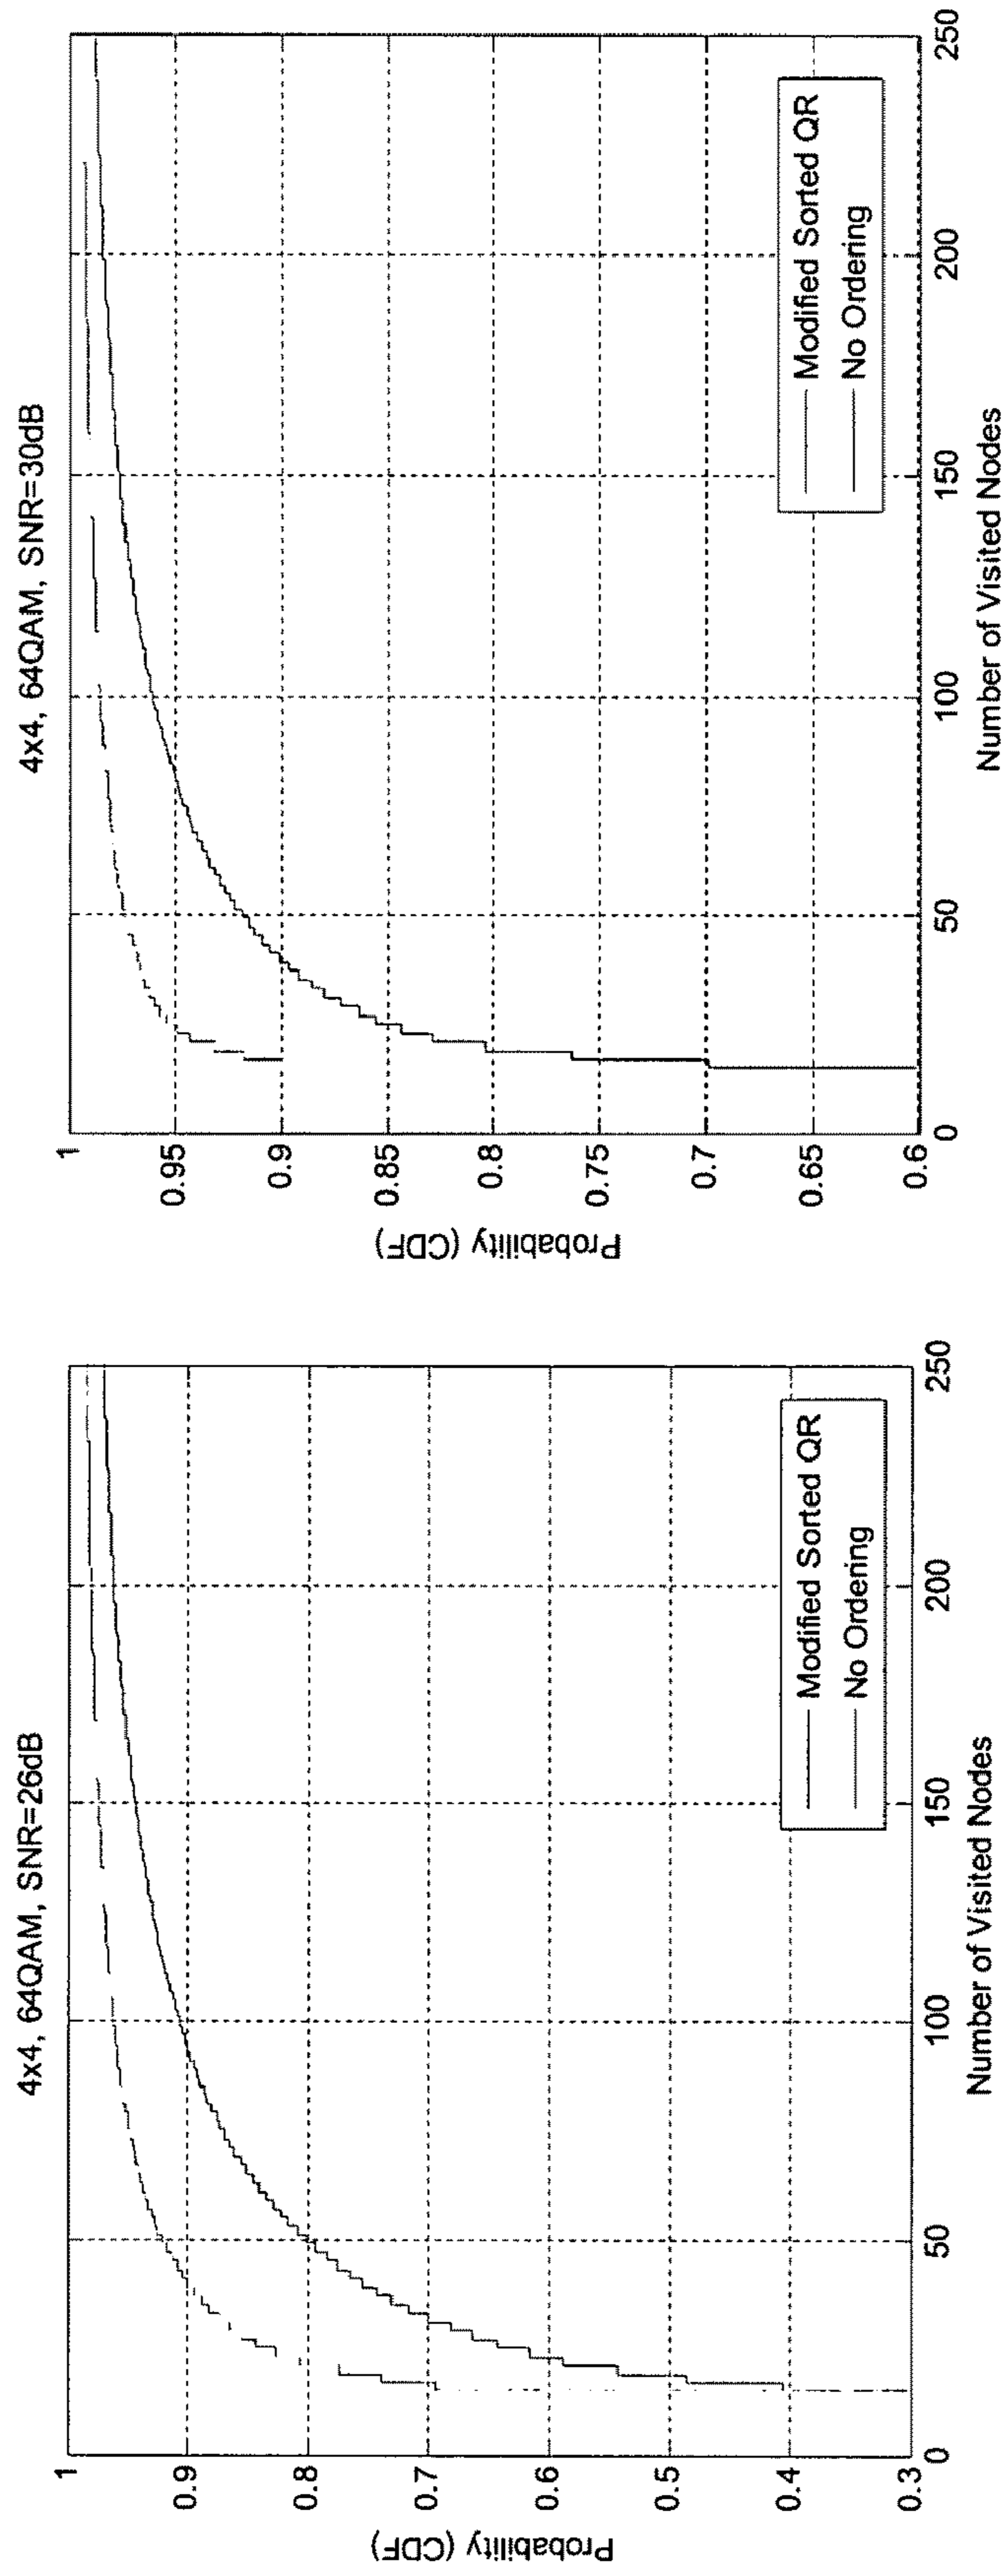 4x4, 64QAM, SNR=26dB
Probability (CDF)
1
0.9
0.8
0.7
0.6
0.5
0.4
0.3
0
50
100
150
200
250
Number of Visited Nodes
Modified Sorted QR
No Ordering
4x4, 64QAM, SNR=30dB
Probability (CDF)
1
0.95
0.9
0.85
0.8
0.75
0.7
0.65
0.6
0
50
100
150
200
250
Number of Visited Nodes
Modified Sorted QR
No Ordering